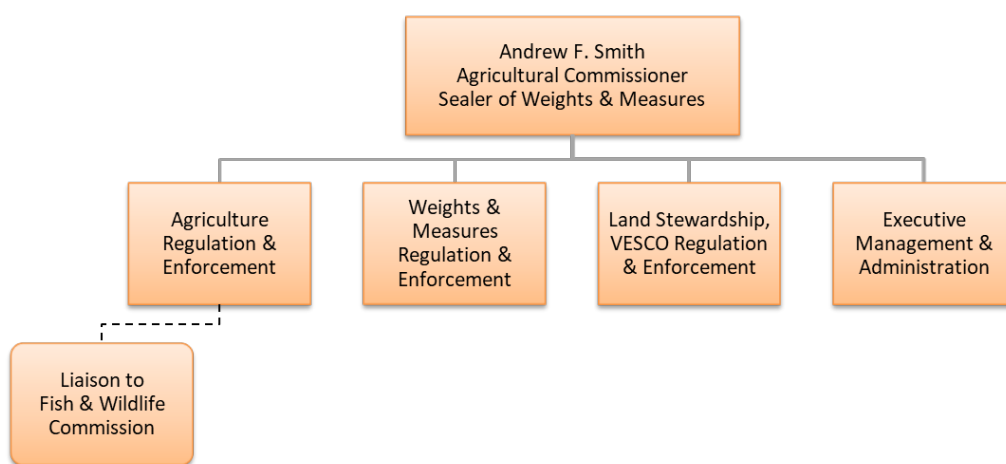 Andrew F. Smith
Agricultural Commissioner
Sealer of Weights & Measures
Agriculture
Regulation &
Enforcement
Weights &
Measures
Regulation &
Enforcement
Land Stewardship,
VESCO Regulation
& Enforcement
Executive
Management &
Administration
Liaison to
Fish & Wildlife
Commission